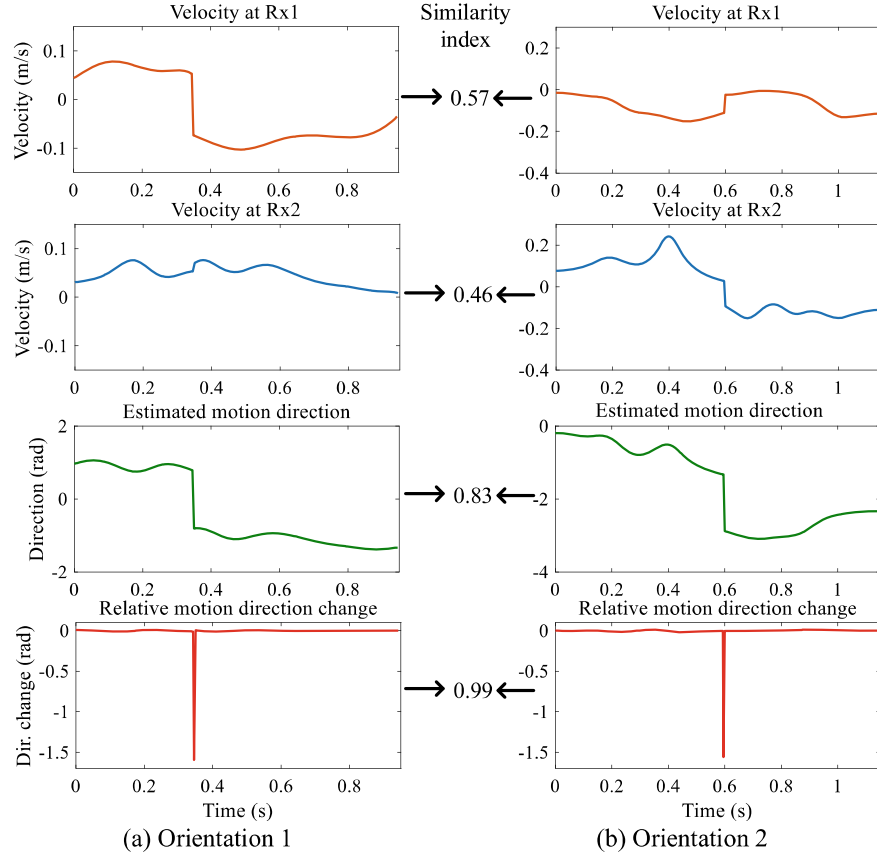 Velocity at Rx1
Similarity index
Velocity at Rx1
Velocity (m/s)
0.1
0
-0.1
0 0.2 0.4 0.6 0.8
0.57
0
-0.2
-0.4
0 0.2 0.4 0.6 0.8 1
Velocity at Rx2
Velocity at Rx2
Velocity (m/s)
0.1
0
-0.1
0 0.2 0.4 0.6 0.8
0.46
0.2
0
-0.2
-0.4
0 0.2 0.4 0.6 0.8 1
Estimated motion direction
Estimated motion direction
Direction (rad)
2
0
-2
0 0.2 0.4 0.6 0.8
0.83
0
-2
-4
0 0.2 0.4 0.6 0.8 1
Relative motion direction change
Relative motion direction change
Dir. change (rad)
0
-0.5
-1
-1.5
0 0.2 0.4 0.6 0.8
Time (s)
0.99
0
-0.5
-1
-1.5
0 0.2 0.4 0.6 0.8 1
Time (s)
(a) Orientation 1
(b) Orientation 2